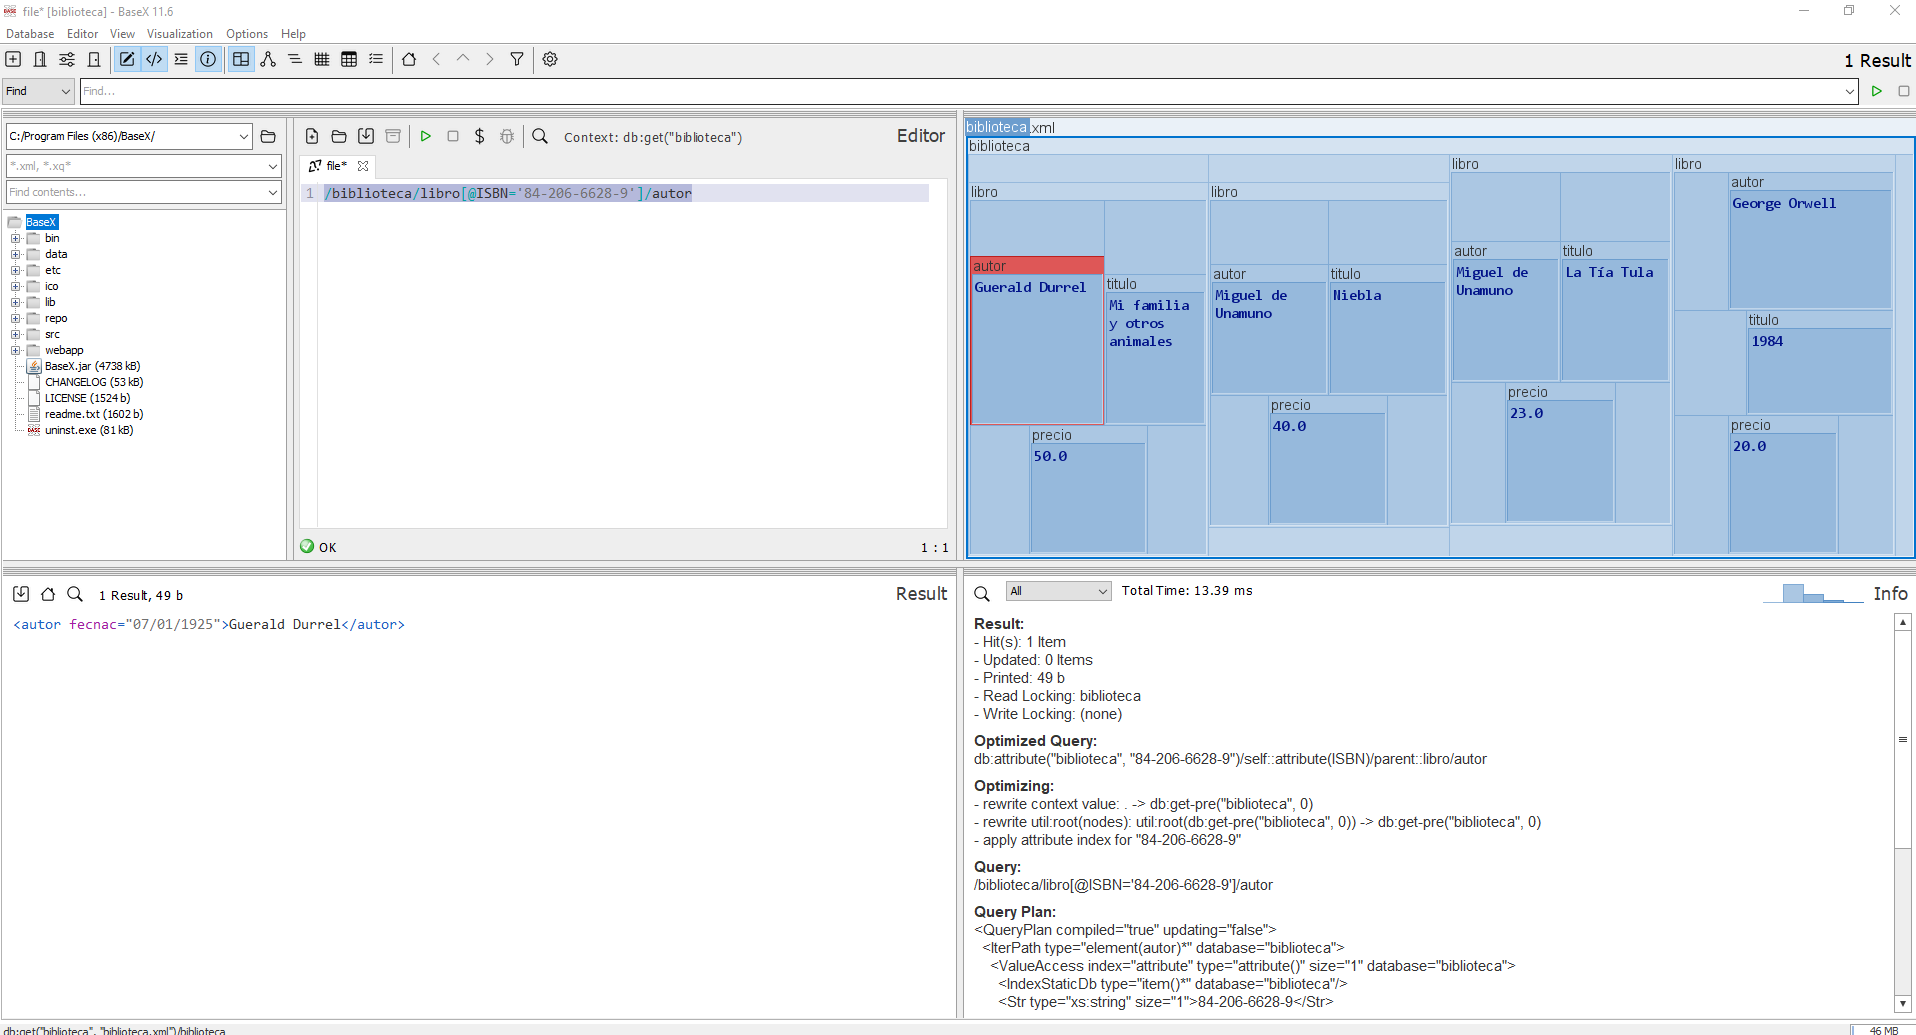 file* [biblioteca] - BaseX 11.6
Database Editor View Visualization Options Help
1 Result
Find Find...
C:/Program Files (x86)/BaseX/
*.xml, *.xq*
Find contents...
BaseX
bin
data
etc
ico
lib
repo
src
webapp
BaseX.jar (4738 kB)
CHANGELOG (53 kB)
LICENSE (1524 b)
readme.txt (1602 b)
uninst.exe (81 kB)
Context: db:get("biblioteca") Editor
file*
1 /biblioteca/libro[@ISBN='84-206-6628-9']/autor
OK 1 : 1
biblioteca.xml
biblioteca
libro
autor
Guerald Durrel
titulo
Mi familia
y otros
animales
precio
50.0
libro
autor
Miguel de
Unamuno
titulo
Niebla
precio
40.0
libro
autor
Miguel de
Unamuno
titulo
La Tía Tula
precio
23.0
libro
autor
George Orwell
titulo
1984
precio
20.0
1 Result, 49 b Result
<autor fecnac="07/01/1925">Guerald Durrel</autor>
All Total Time: 13.39 ms Info
Result:
- Hit(s): 1 Item
- Updated: 0 Items
- Printed: 49 b
- Read Locking: biblioteca
- Write Locking: (none)
Optimized Query:
db:attribute("biblioteca", "84-206-6628-9")/self::attribute(ISBN)/parent::libro/autor
Optimizing:
- rewrite context value: . -> db:get-pre("biblioteca", 0)
- rewrite util:root(nodes): util:root(db:get-pre("biblioteca", 0)) -> db:get-pre("biblioteca", 0)
- apply attribute index for "84-206-6628-9"
Query:
/biblioteca/libro[@ISBN='84-206-6628-9']/autor
Query Plan:
<QueryPlan compiled="true" updating="false">
<IterPath type="element(autor)*" database="biblioteca">
<ValueAccess index="attribute" type="attribute()" size="1" database="biblioteca">
<IndexStaticDb type="item()*" database="biblioteca"/>
<Str type="xs:string" size="1">84-206-6628-9</Str>
db:get("biblioteca", "biblioteca.xml")/biblioteca 46 MB